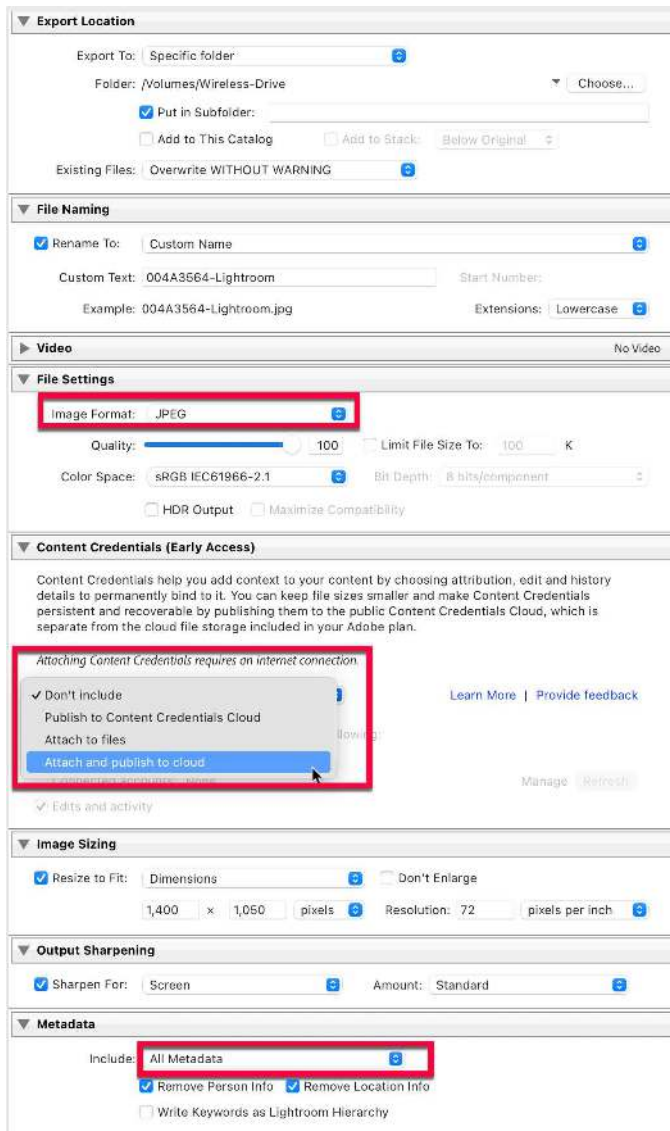 Export Location
Export To: Specific folder
Folder: /Volumes/Wireless-Drive Choose...
Put in Subfolder:
Add to This Catalog Add to Stack: Below Original
Existing Files: Overwrite WITHOUT WARNING
File Naming
Rename To: Custom Name
Custom Text: 004A3564-Lightroom Start Number:
Example: 004A3564-Lightroom.jpg Extensions: Lowercase
Video No Video
File Settings
Image Format: JPEG
Quality: 100 Limit File Size To: 100 K
Color Space: sRGB IEC61966-2.1 Bit Depth: 8 bits/component
HDR Output Maximize Compatibility
Content Credentials (Early Access)
Content Credentials help you add context to your content by choosing attribution, edit and history
details to permanently bind to it. You can keep file sizes smaller and make Content Credentials
persistent and recoverable by publishing them to the public Content Credentials Cloud, which is
separate from the cloud file storage included in your Adobe plan.
Attaching Content Credentials requires an internet connection.
✓ Don't include Learn More | Provide feedback
Publish to Content Credentials Cloud
Attach to files
Attach and publish to cloud
Manage Refresh
Edits and activity
Image Sizing
Resize to Fit: Dimensions Don't Enlarge
1,400 x 1,050 pixels Resolution: 72 pixels per inch
Output Sharpening
Sharpen For: Screen Amount: Standard
Metadata
Include: All Metadata
Remove Person Info Remove Location Info
Write Keywords as Lightroom Hierarchy